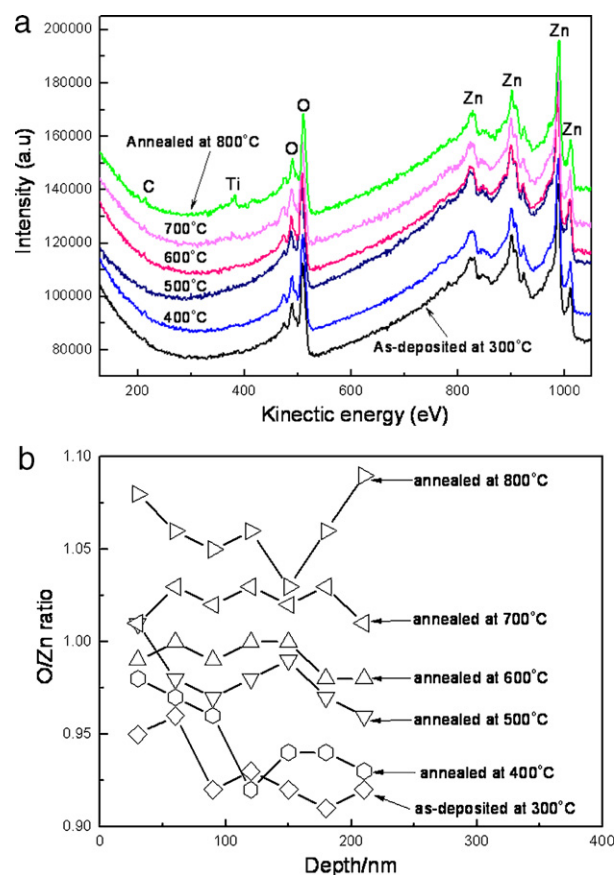 a
220000
200000
180000
160000
140000
120000
100000
80000
Intensity (a.u)
Zn
Zn
Zn
Zn
O
O
Ti
C
Annealed at 800°C
700°C
600°C
500°C
400°C
As-deposited at 300°C
200
400
600
800
1000
Kinectic energy (eV)
b
1.10
1.05
1.00
0.95
0.90
O/Zn ratio
annealed at 800°C
annealed at 700°C
annealed at 600°C
annealed at 500°C
annealed at 400°C
as-deposited at 300°C
0
100
200
300
400
Depth/nm